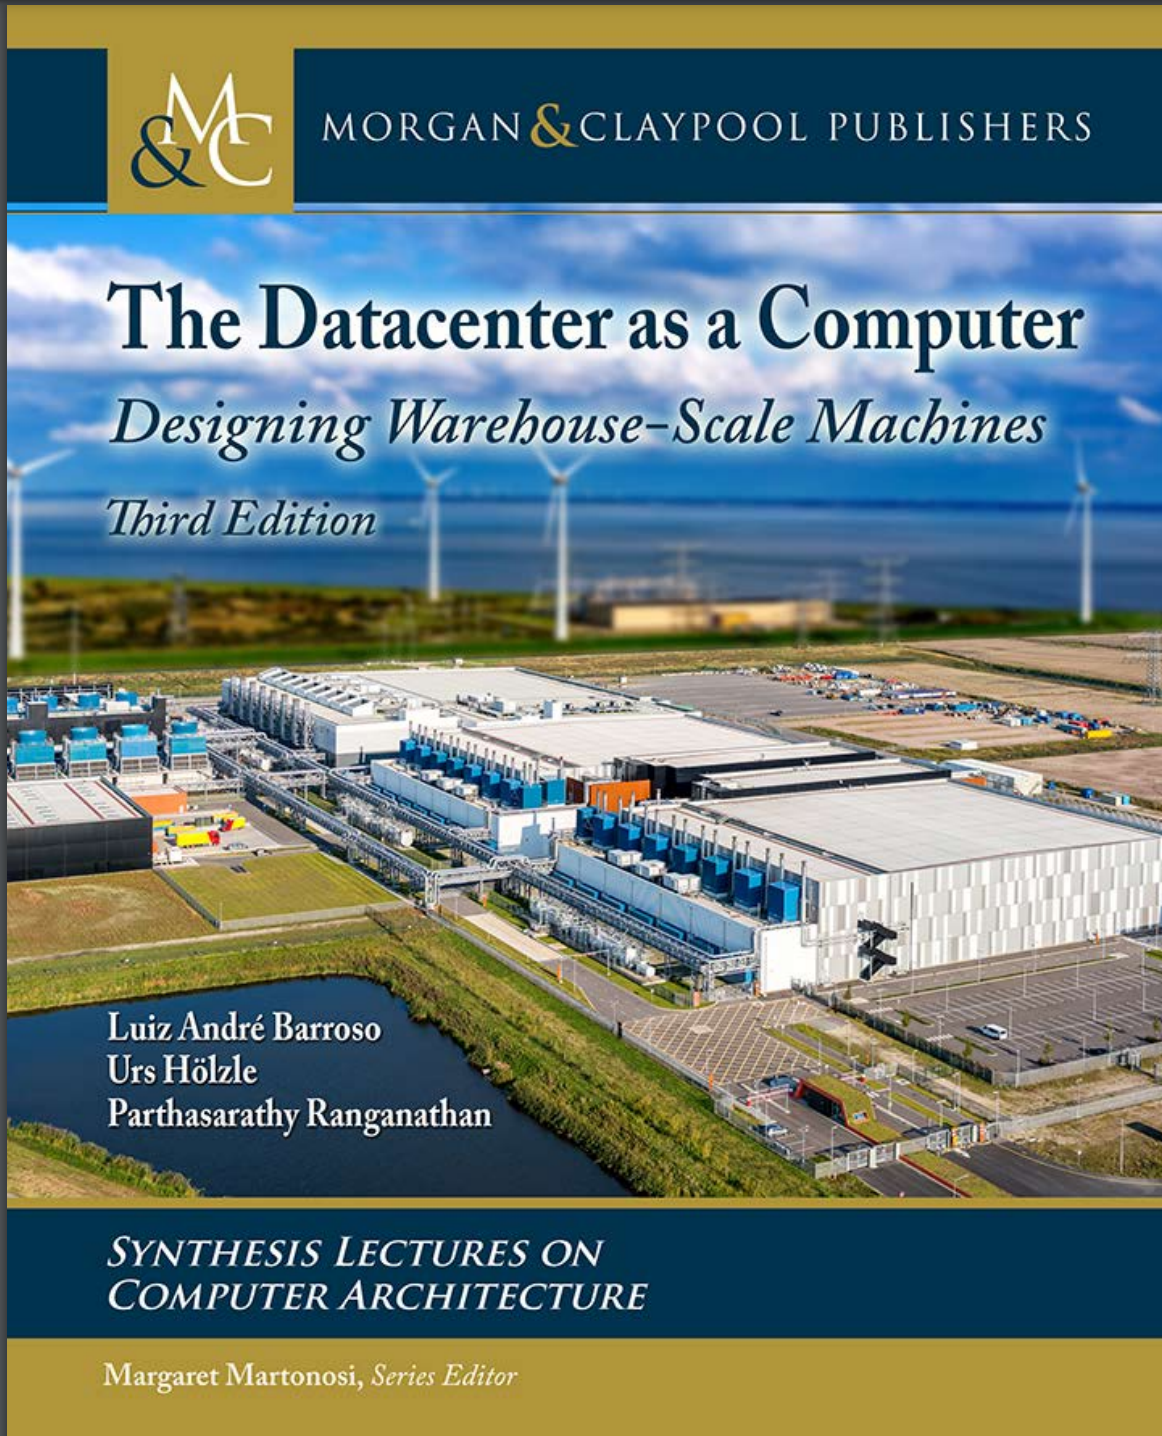 M&C
MORGAN & CLAYPOOL PUBLISHERS
The Datacenter as a Computer
Designing Warehouse-Scale Machines
Third Edition
Luiz André Barroso
Urs Hölzle
Parthasarathy Ranganathan
SYNTHESIS LECTURES ON
COMPUTER ARCHITECTURE
Margaret Martonosi, Series Editor